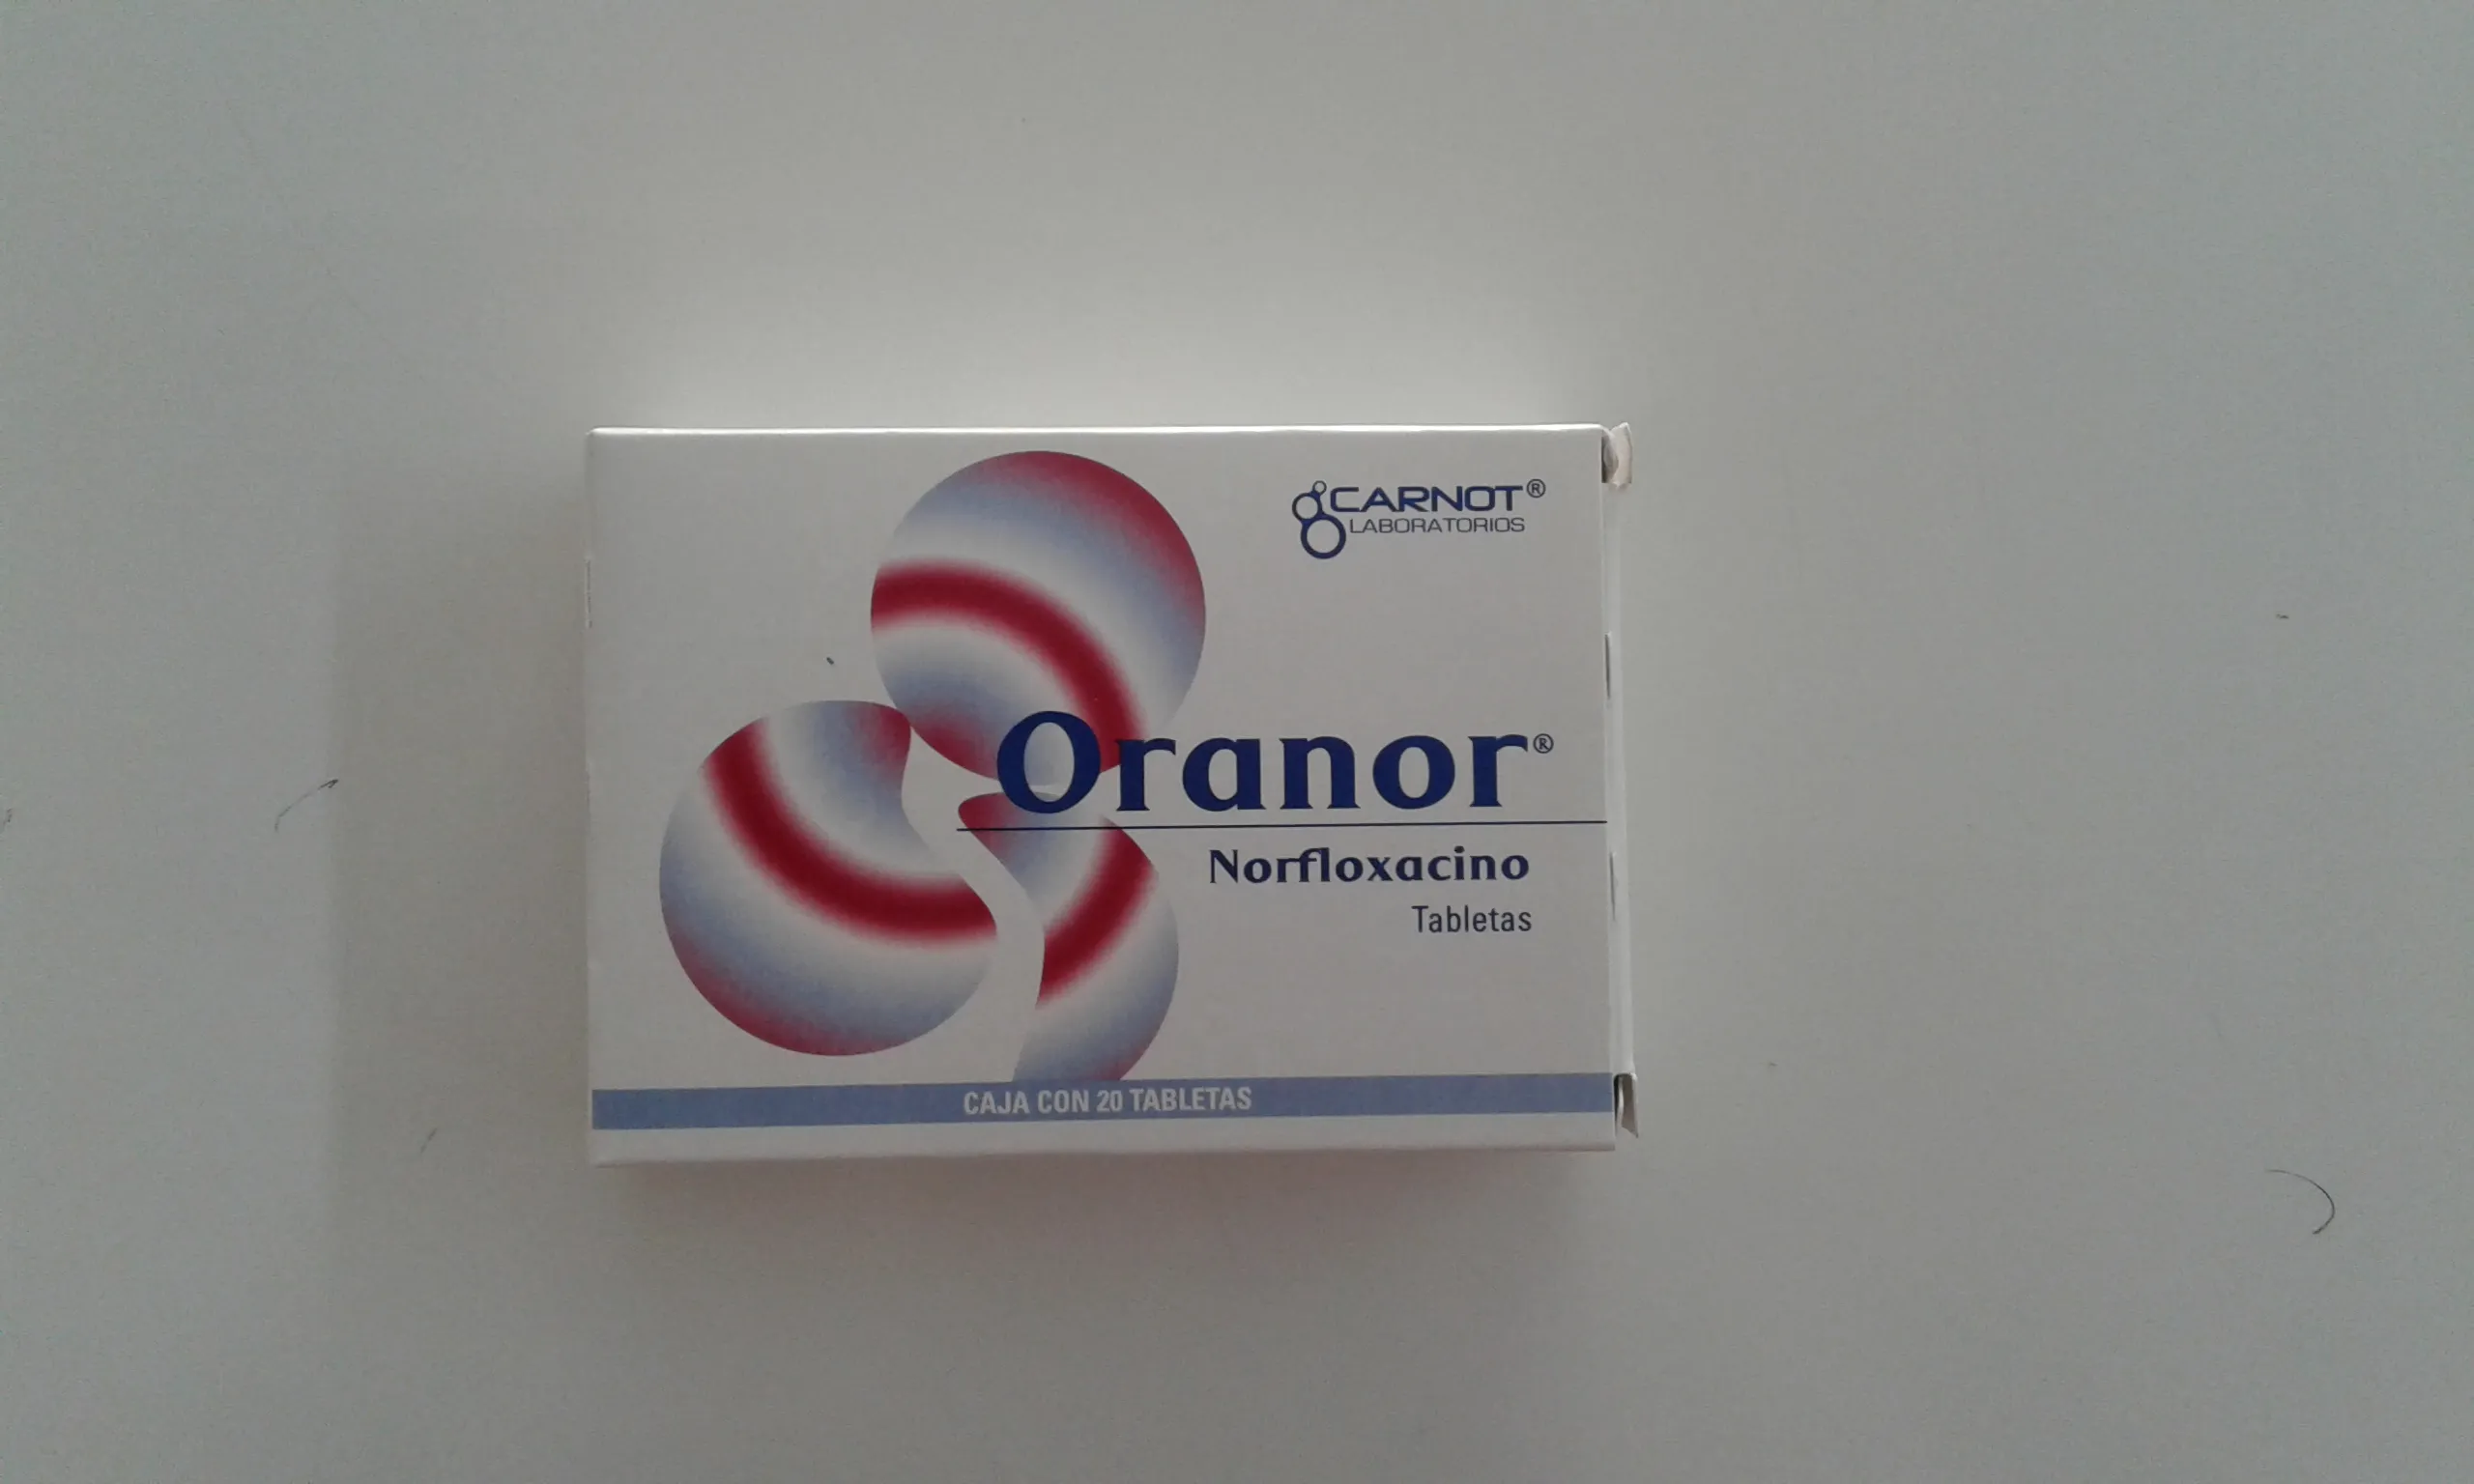 CARNOT®
LABORATORIOS
Oranor®
Norfloxacino
Tabletas
CAJA CON 20 TABLETAS